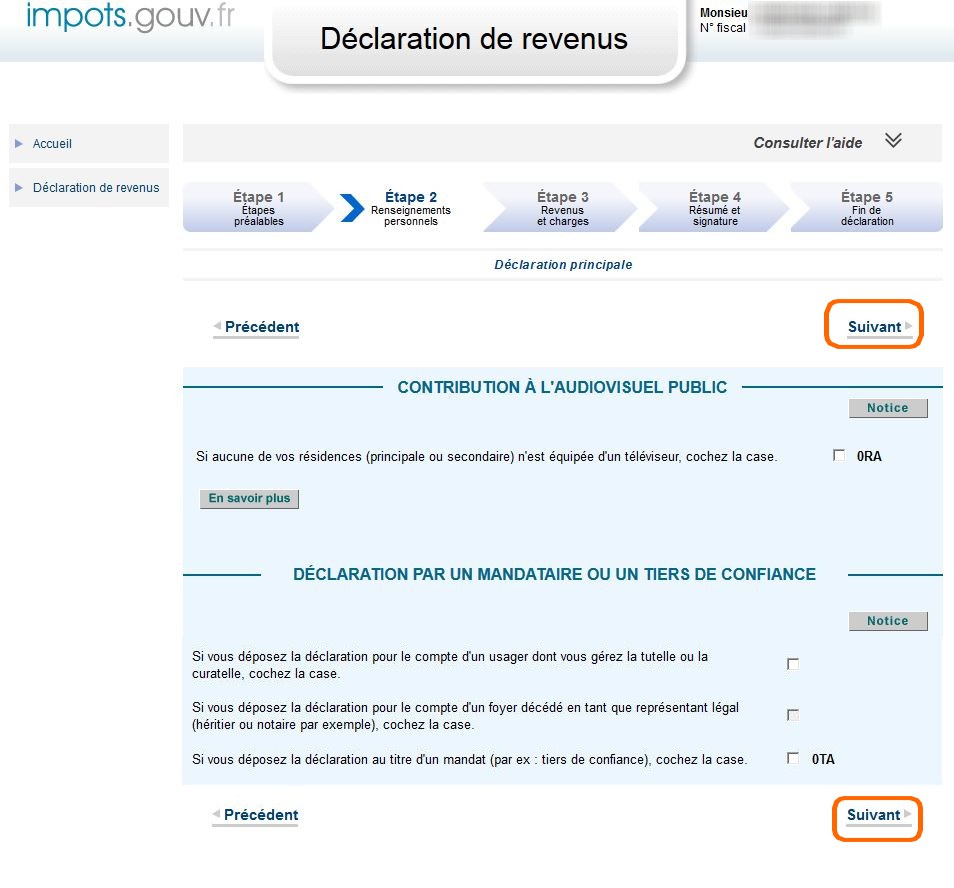 impots.gouv.fr
Déclaration de revenus
Monsieu
N° fiscal
Accueil
Déclaration de revenus
Consulter l'aide
Étape 1
Étapes
préalables
Étape 2
Renseignements
personnels
Étape 3
Revenus
et charges
Étape 4
Résumé et
signature
Étape 5
Fin de
déclaration
Déclaration principale
Précédent
Suivant
CONTRIBUTION À L'AUDIOVISUEL PUBLIC
Notice
Si aucune de vos résidences (principale ou secondaire) n'est équipée d'un téléviseur, cochez la case.
0RA
En savoir plus
DÉCLARATION PAR UN MANDATAIRE OU UN TIERS DE CONFIANCE
Notice
Si vous déposez la déclaration pour le compte d'un usager dont vous gérez la tutelle ou la
curatelle, cochez la case.
Si vous déposez la déclaration pour le compte d'un foyer décédé en tant que représentant légal
(héritier ou notaire par exemple), cochez la case.
Si vous déposez la déclaration au titre d'un mandat (par ex : tiers de confiance), cochez la case.
0TA
Précédent
Suivant